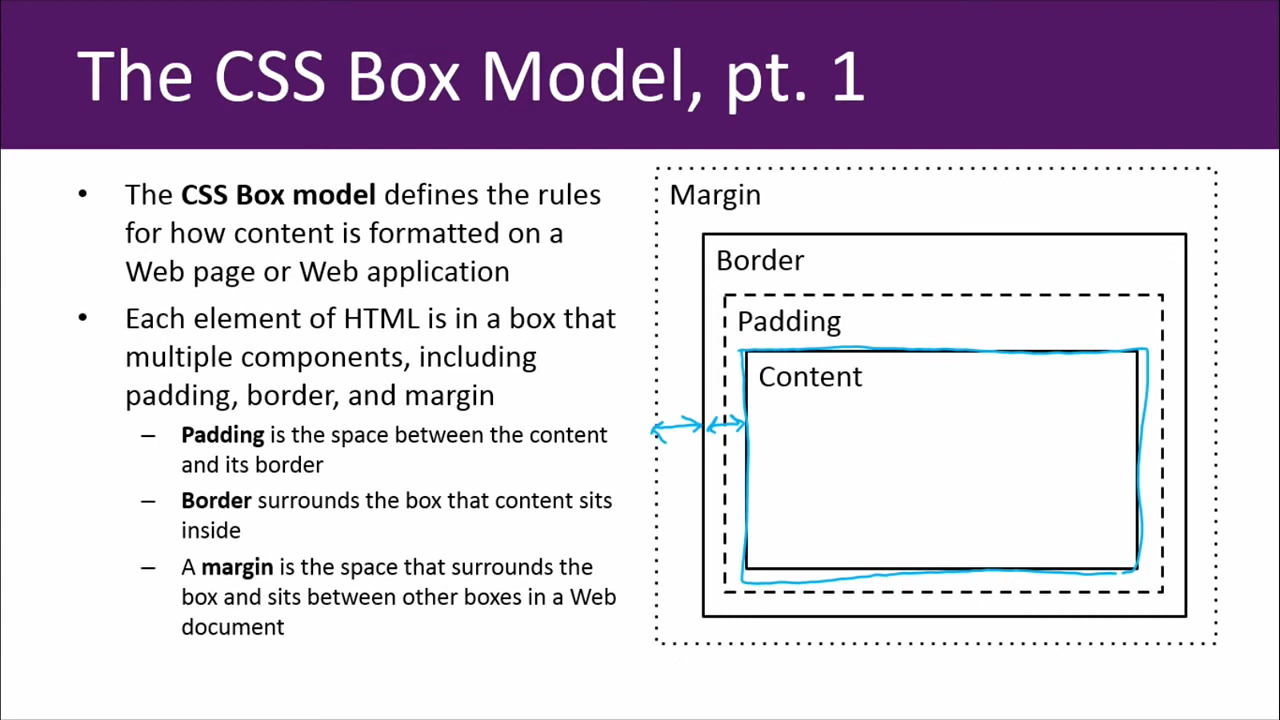 The CSS Box Model, pt. 1
• The CSS Box model defines the rules
for how content is formatted on a
Web page or Web application
• Each element of HTML is in a box that
multiple components, including
padding, border, and margin
– Padding is the space between the content
and its border
– Border surrounds the box that content sits
inside
– A margin is the space that surrounds the
box and sits between other boxes in a Web
document
Margin
Border
Padding
Content